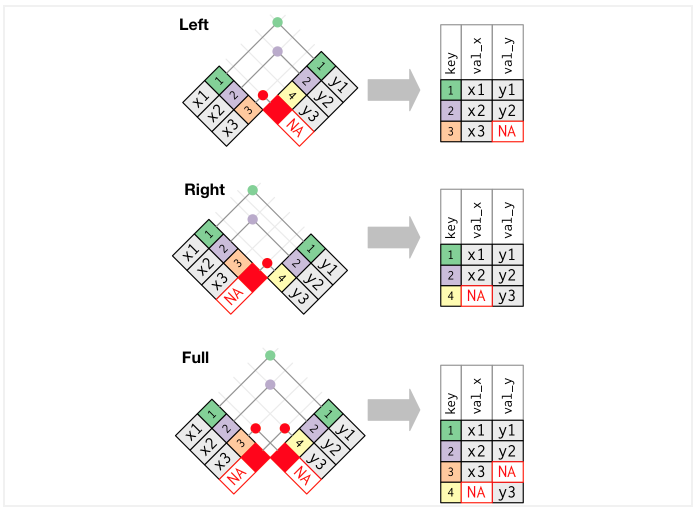 Left
1 2 3
x1 x2 x3
1 2 4
y1 y2 y3
NA
key val_x val_y
1 x1 y1
2 x2 y2
3 x3 NA
Right
1 2 3
x1 x2 x3
NA
1 2 4
y1 y2 y3
key val_x val_y
1 x1 y1
2 x2 y2
4 NA y3
Full
1 2 3
x1 x2 x3
NA
1 2 4
y1 y2 y3
NA
key val_x val_y
1 x1 y1
2 x2 y2
3 x3 NA
4 NA y3